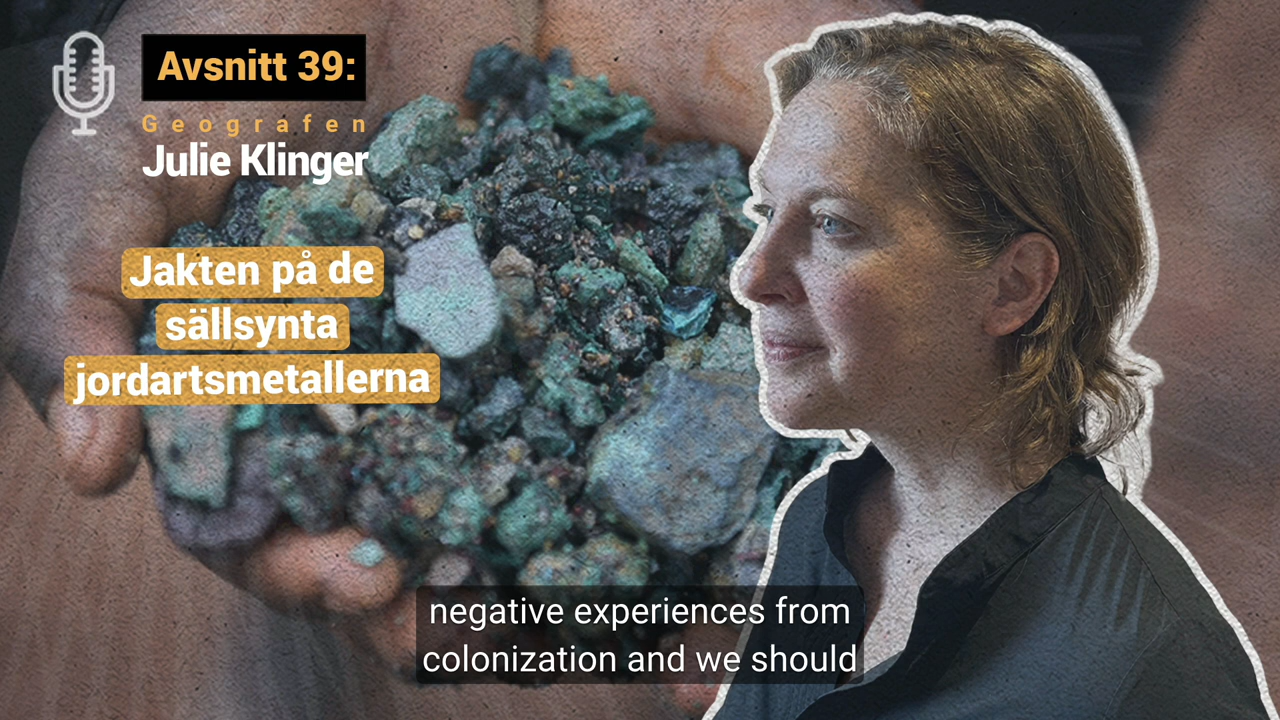 Avsnitt 39:
Geografen
Julie Klinger
Jakten på de
sällsynta
jordartsmetallerna
negative experiences from
colonization and we should